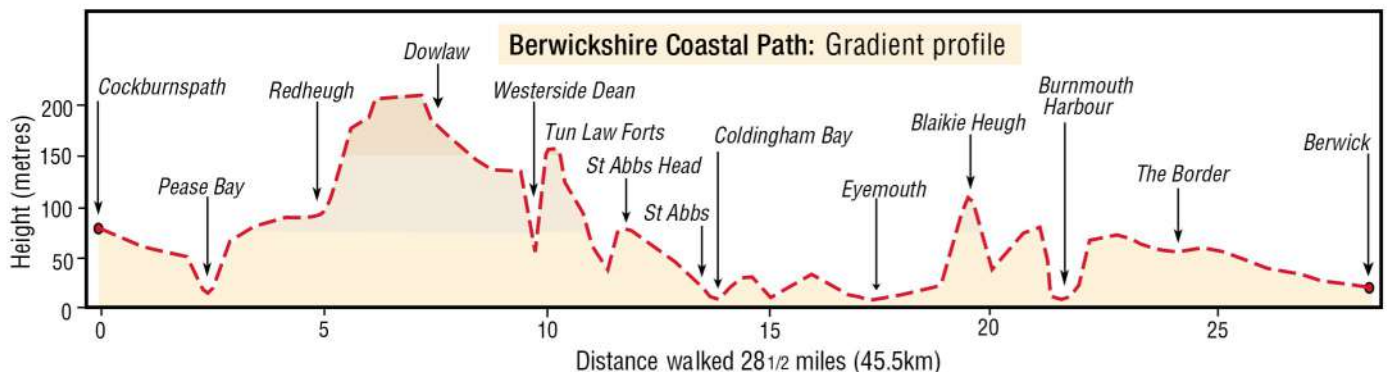 Berwickshire Coastal Path: Gradient profile
Height (metres)
200
150
100
50
0
Cockburnspath
Pease Bay
Redheugh
Dowlaw
Westerside Dean
Tun Law Forts
St Abbs Head
St Abbs
Coldingham Bay
Eyemouth
Blaikie Heugh
Burnmouth
Harbour
The Border
Berwick
0 5 10 15 20 25
Distance walked 28 1/2 miles (45.5km)